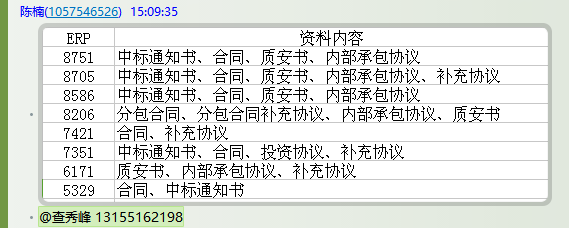 陈楠(1057546526) 15:09:35
ERP 资料内容
8751 中标通知书、合同、质安书、内部承包协议
8705 中标通知书、合同、质安书、内部承包协议、补充协议
8586 中标通知书、合同、质安书、内部承包协议
8206 分包合同、分包合同补充协议、内部承包协议、质安书
7421 合同、补充协议
7351 中标通知书、合同、投资协议、补充协议
6171 质安书、内部承包协议、补充协议
5329 合同、中标通知书
@查秀峰 13155162198